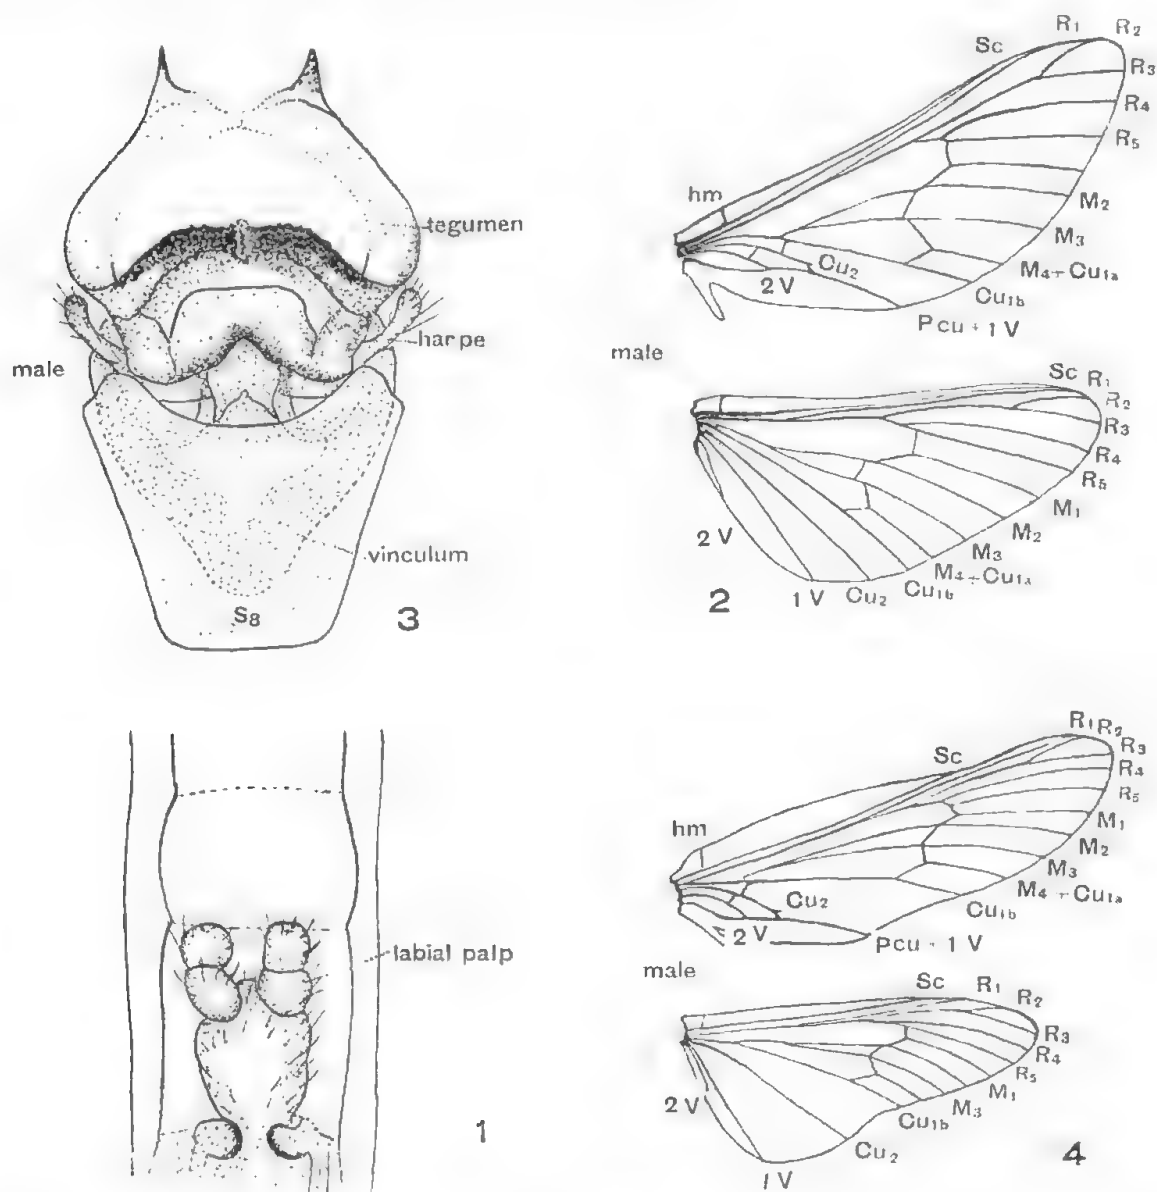 tegumen
harpe
male
vinculum
S8
3
R1
R2
Sc
R3
R4
R5
hm
M2
M3
Cu2
M4+Cu1a
2V
Cu1b
Pcu+1V
male
Sc
R1
R2
R3
R4
R5
M1
2V
M2
M3
M4+Cu1a
2
Cu1b
1V
Cu2
labial palp
1
R1
R2
R3
Sc
R4
R5
hm
M1
M2
M3
M4+Cu1a
Cu2
Cu1b
2V
Pcu+1V
male
Sc
R1
R2
R3
R4
R5
M1
2V
M3
Cu1b
Cu2
4
1V